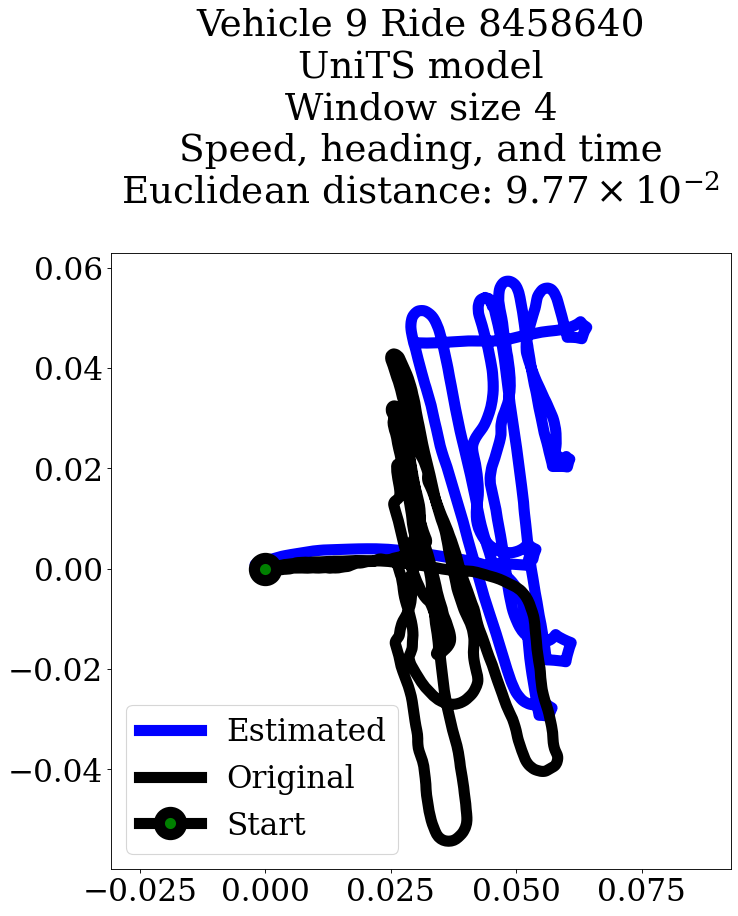 Vehicle 9 Ride 8458640
UniTS model
Window size 4
Speed, heading, and time
Euclidean distance: 9.77 × 10⁻²
0.06
0.04
0.02
0.00
−0.02
−0.04
Estimated
Original
Start
−0.025 0.000 0.025 0.050 0.075